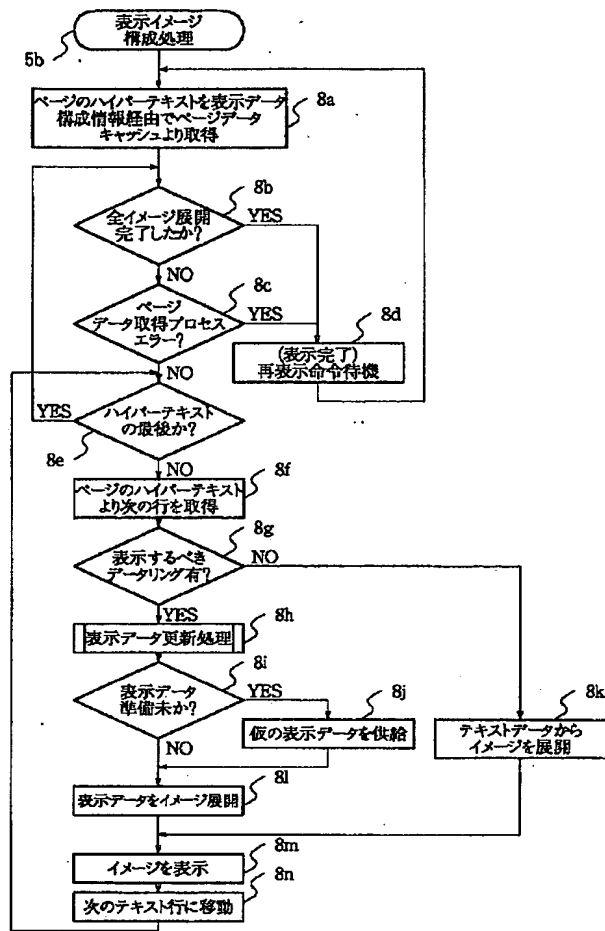 表示イメージ
構成処理
5b
ページのハイパーテキストを表示データ
構成情報経由でページデータ
キャッシュより取得
8a
全イメージ展開
完了したか?
8b
YES
NO
ページ
データ取得プロセス
エラー?
8c
YES
NO
(表示完了)
再表示命令待機
8d
ハイパーテキスト
の最後か?
YES
8e
NO
ページのハイパーテキスト
より次の行を取得
8f
表示するべき
データリング有?
8g
NO
YES
表示データ更新処理
8h
表示データ
準備未か?
8i
YES
NO
仮の表示データを供給
8j
テキストデータから
イメージを展開
8k
表示データをイメージ展開
8l
イメージを表示
8m
次のテキスト行に移動
8n